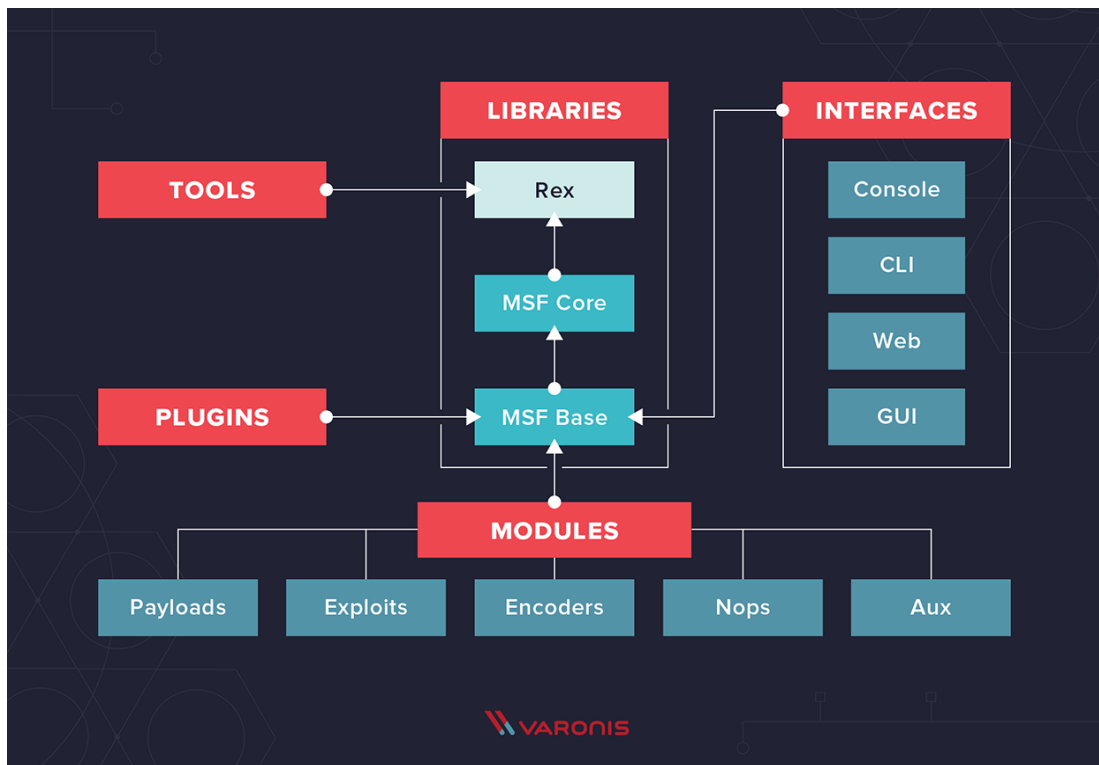 LIBRARIES
INTERFACES
TOOLS
Rex
Console
MSF Core
CLI
Web
PLUGINS
MSF Base
GUI
MODULES
Payloads
Exploits
Encoders
Nops
Aux
VARONIS